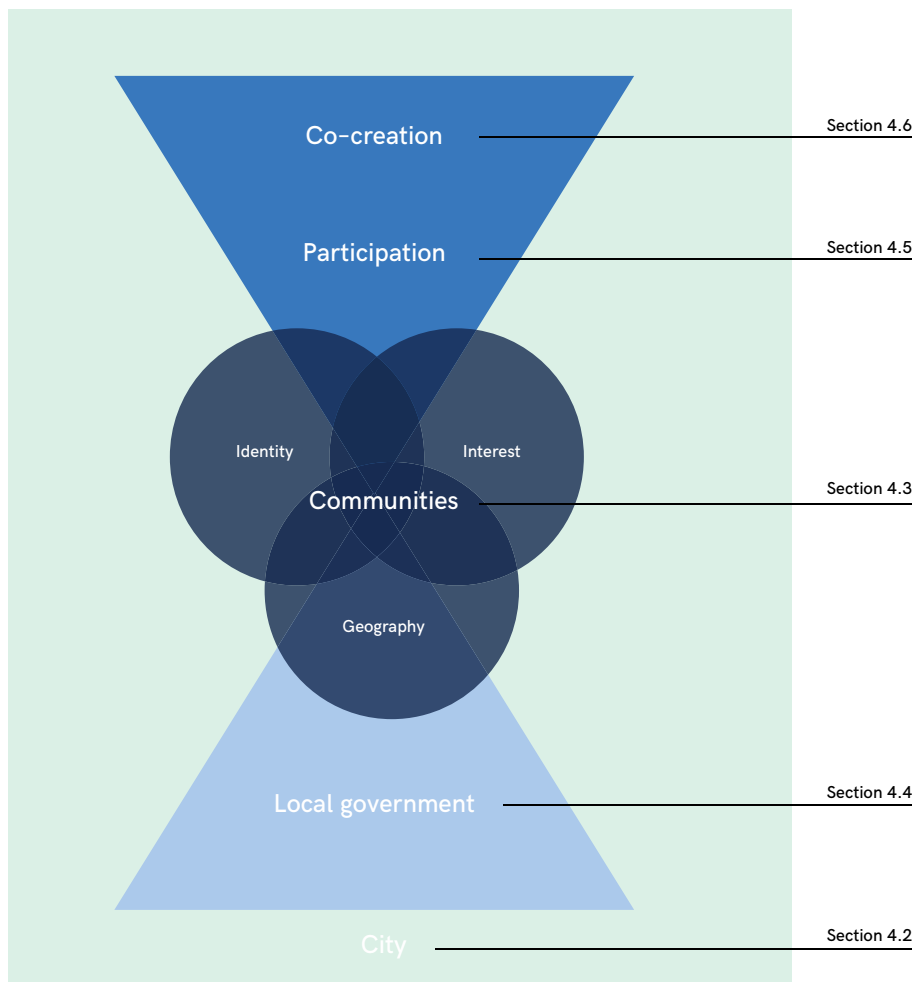 Co-creation
Section 4.6
Participation
Section 4.5
Identity
Interest
Communities
Section 4.3
Geography
Local government
Section 4.4
City
Section 4.2